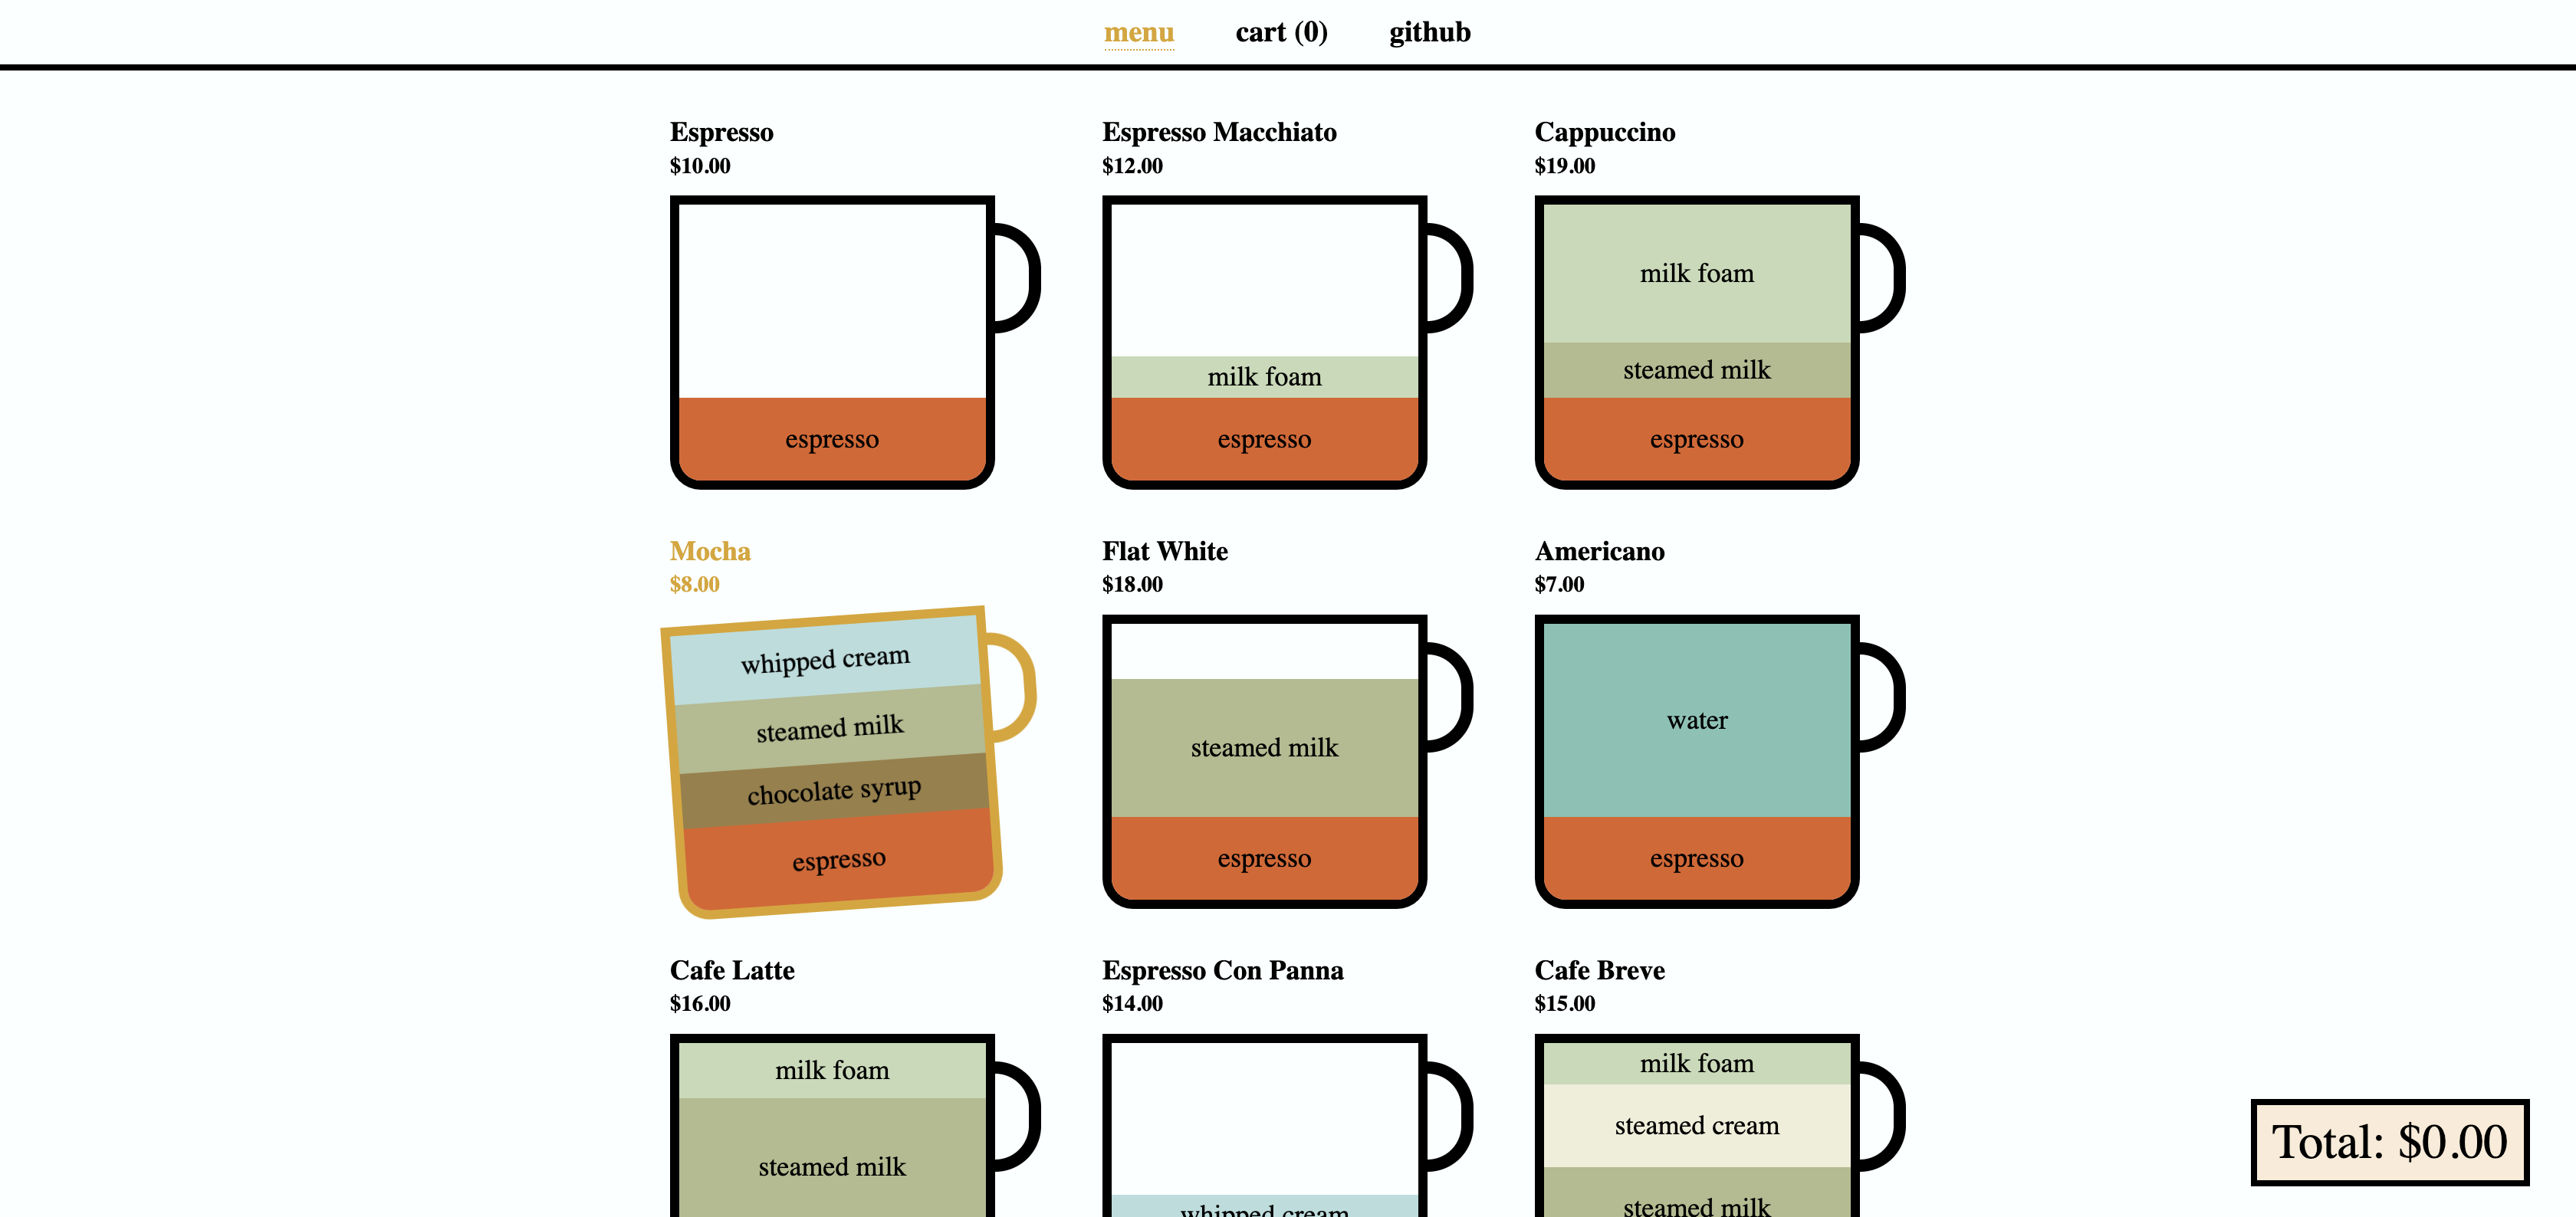 menu cart (0) github
Espresso
$10.00
espresso
Espresso Macchiato
$12.00
milk foam
espresso
Cappuccino
$19.00
milk foam
steamed milk
espresso
Mocha
$8.00
whipped cream
steamed milk
chocolate syrup
espresso
Flat White
$18.00
steamed milk
espresso
Americano
$7.00
water
espresso
Cafe Latte
$16.00
milk foam
steamed milk
Espresso Con Panna
$14.00
whipped cream
Cafe Breve
$15.00
milk foam
steamed cream
steamed milk
Total: $0.00